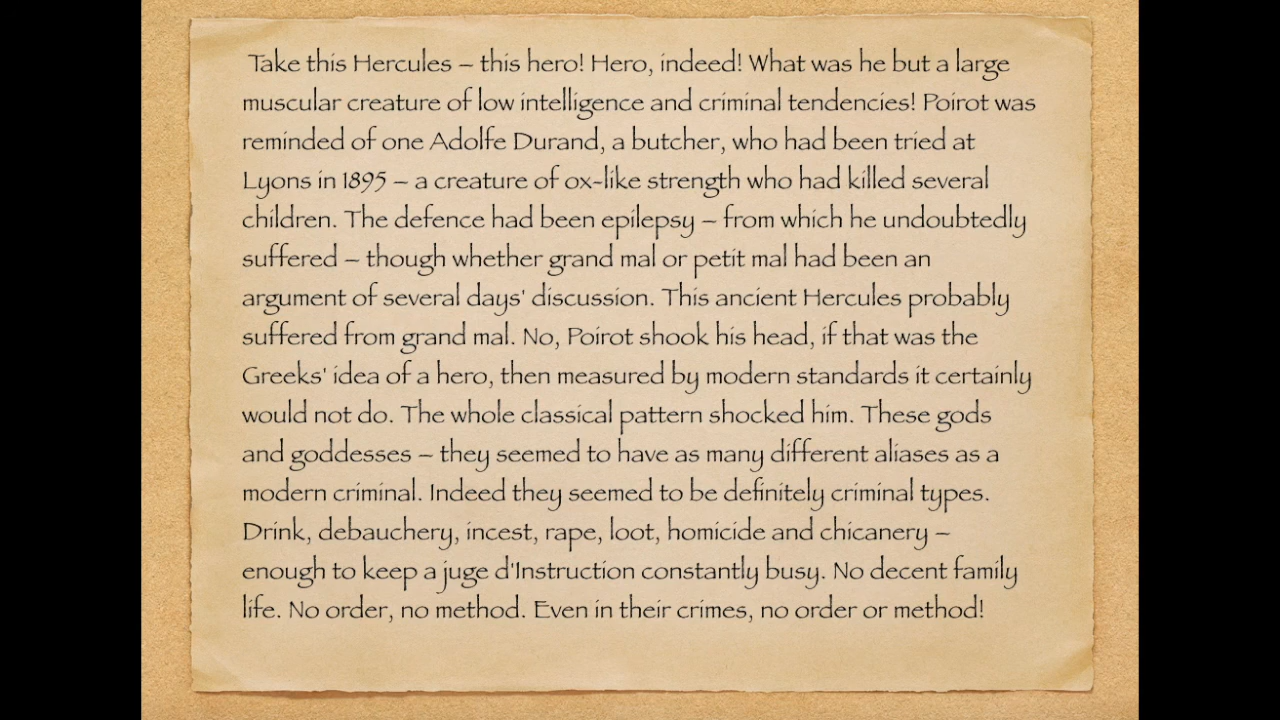 Take this Hercules – this hero! Hero, indeed! What was he but a large
muscular creature of low intelligence and criminal tendencies! Poirot was
reminded of one Adolfe Durand, a butcher, who had been tried at
Lyons in 1895 – a creature of ox-like strength who had killed several
children. The defence had been epilepsy – from which he undoubtedly
suffered – though whether grand mal or petit mal had been an
argument of several days' discussion. This ancient Hercules probably
suffered from grand mal. No, Poirot shook his head, if that was the
Greeks' idea of a hero, then measured by modern standards it certainly
would not do. The whole classical pattern shocked him. These gods
and goddesses – they seemed to have as many different aliases as a
modern criminal. Indeed they seemed to be definitely criminal types.
Drink, debauchery, incest, rape, loot, homicide and chicanery –
enough to keep a juge d'Instruction constantly busy. No decent family
life. No order, no method. Even in their crimes, no order or method!